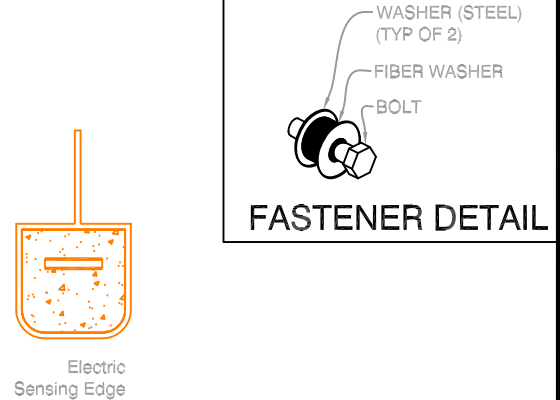 WASHER (STEEL)
(TYP OF 2)
FIBER WASHER
BOLT
FASTENER DETAIL
Electric
Sensing Edge